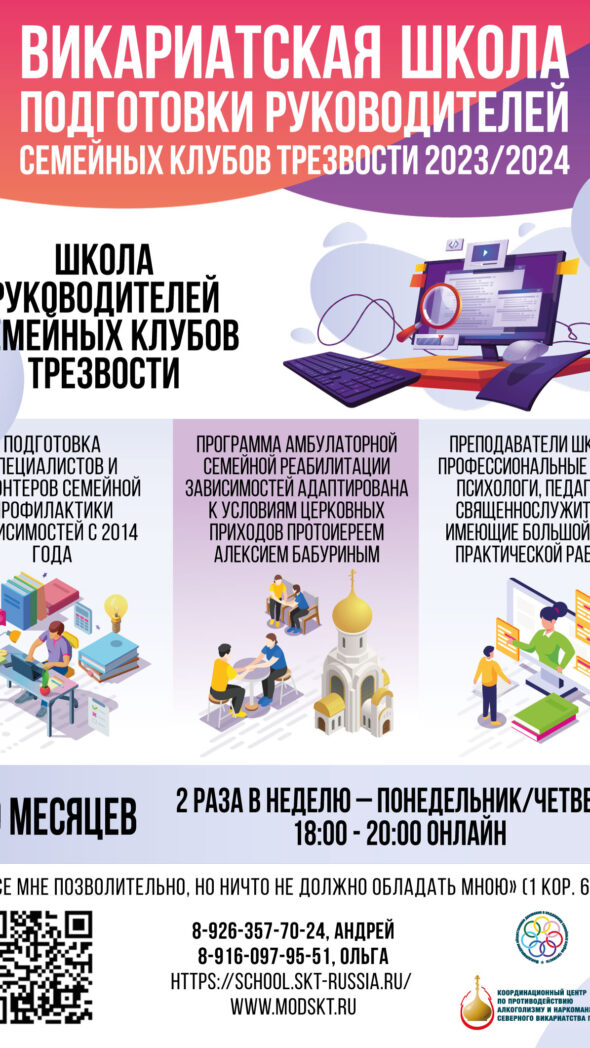 ВИКАРИАТСКАЯ ШКОЛА
ПОДГОТОВКИ РУКОВОДИТЕЛЕЙ
СЕМЕЙНЫХ КЛУБОВ ТРЕЗВОСТИ 2023/2024
ШКОЛА
РУКОВОДИТЕЛЕЙ
ЕМЕЙНЫХ КЛУБОВ
ТРЕЗВОСТИ
ПОДГОТОВКА
ПЕЦИАЛИСТОВ И
ОНТЕРОВ СЕМЕЙНОЙ
РОФИЛАКТИКИ
ИСИМОСТЕЙ С 2014
ГОДА
ПРОГРАММА АМБУЛАТОРНОЙ
СЕМЕЙНОЙ РЕАБИЛИТАЦИИ
ЗАВИСИМОСТЕЙ АДАПТИРОВАНА
К УСЛОВИЯМ ЦЕРКОВНЫХ
ПРИХОДОВ ПРОТОИЕРЕЕМ
АЛЕКСИЕМ БАБУРИНЫМ
ПРЕПОДАВАТЕЛИ ШК
ПРОФЕССИОНАЛЬНЫЕ
ПСИХОЛОГИ, ПЕДАГ
СВЯЩЕННОСЛУЖИТ
ИМЕЮЩИЕ БОЛЬШОЙ
ПРАКТИЧЕСКОЙ РАБ
МЕСЯЦЕВ
2 РАЗА В НЕДЕЛЮ – ПОНЕДЕЛЬНИК/ЧЕТВЕ
18:00 - 20:00 ОНЛАЙН
СЕ МНЕ ПОЗВОЛИТЕЛЬНО, НО НИЧТО НЕ ДОЛЖНО ОБЛАДАТЬ МНОЮ» (1 КОР. 6
8-926-357-70-24, АНДРЕЙ
8-916-097-95-51, ОЛЬГА
HTTPS://SCHOOL.SKT-RUSSIA.RU/
WWW.MODSKT.RU
КООРДИНАЦИОННЫЙ ЦЕНТР
ПО ПРОТИВОДЕЙСТВИЮ
АЛКОГОЛИЗМУ И НАРКОМАН
СЕВЕРНОГО ВИКАРИАТСТВА Г